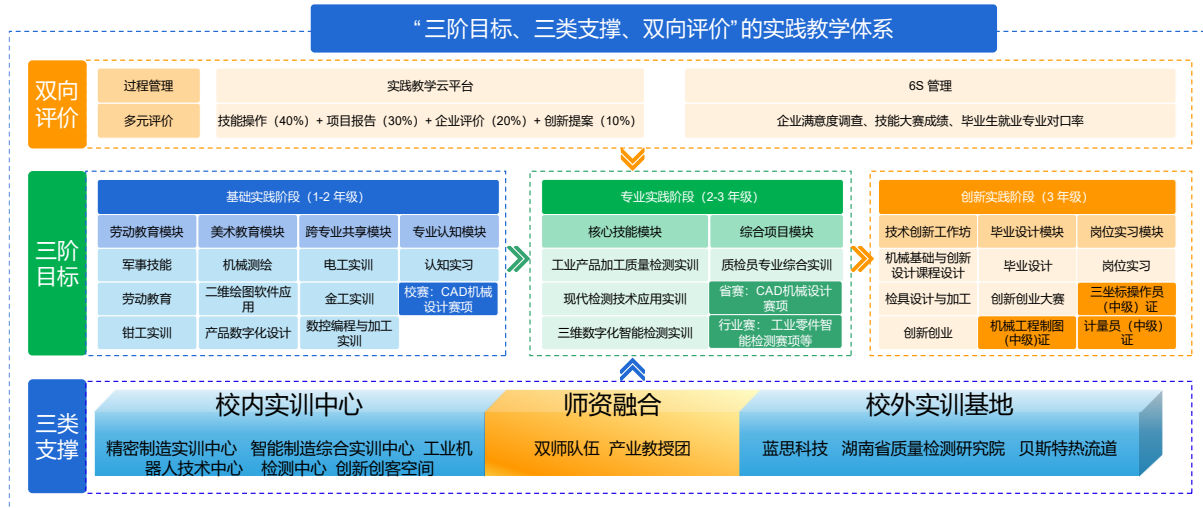 “三阶目标、三类支撑、双向评价”的实践教学体系
双向
评价
过程管理
实践教学云平台
6S 管理
多元评价
技能操作（40%）+ 项目报告（30%）+ 企业评价（20%）+ 创新提案（10%）
企业满意度调查、技能大赛成绩、毕业生就业专业对口率
三阶
目标
基础实践阶段（1-2 年级）
劳动教育模块
美术教育模块
跨专业共享模块
专业认知模块
军事技能
机械测绘
电工实训
认知实习
劳动教育
二维绘图软件应
用
金工实训
校赛：CAD机械
设计赛项
钳工实训
产品数字化设计
数控编程与加工
实训
专业实践阶段（2-3 年级）
核心技能模块
综合项目模块
工业产品加工质量检测实训
质检员专业综合实训
现代检测技术应用实训
省赛：CAD机械设计
赛项
三维数字化智能检测实训
行业赛： 工业零件智
能检测赛项等
创新实践阶段（3 年级）
技术创新工作坊
毕业设计模块
岗位实习模块
机械基础与创新
设计课程设计
毕业设计
岗位实习
检具设计与加工
创新创业大赛
三坐标操作员
（中级）证
创新创业
机械工程制图
(中级)证
计量员（中级）
证
三类
支撑
校内实训中心
精密制造实训中心 智能制造综合实训中心 工业机
器人技术中心 检测中心 创新创客空间
师资融合
双师队伍 产业教授团
校外实训基地
蓝思科技 湖南省质量检测研究院 贝斯特热流道